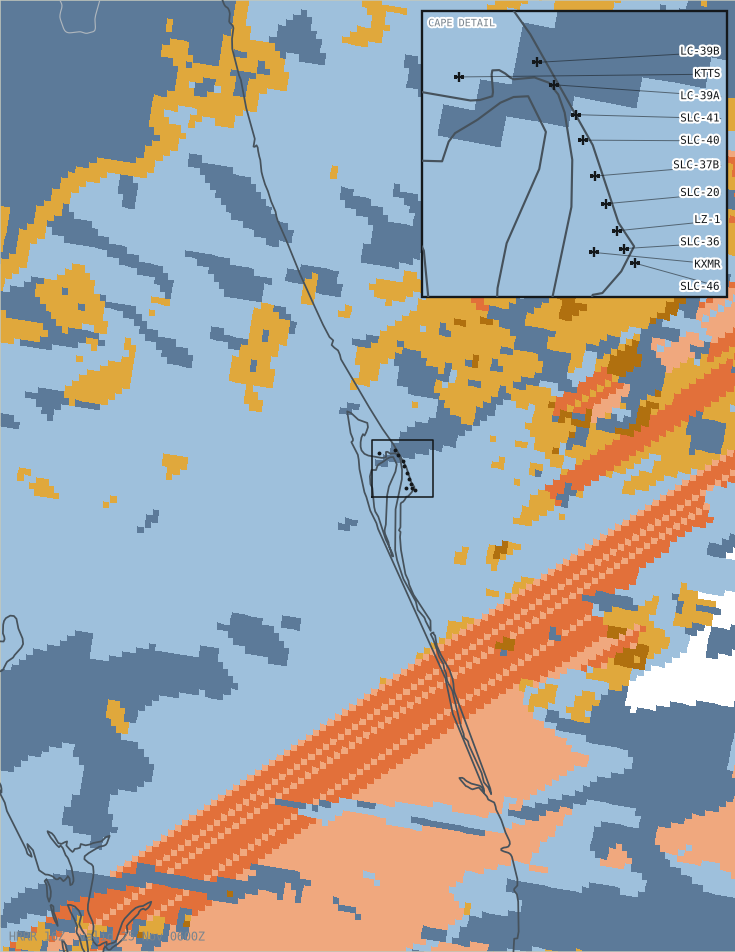 CAPE DETAIL
LC-39B
KTTS
LC-39A
SLC-41
SLC-40
SLC-37B
SLC-20
LZ-1
SLC-36
KXMR
SLC-46